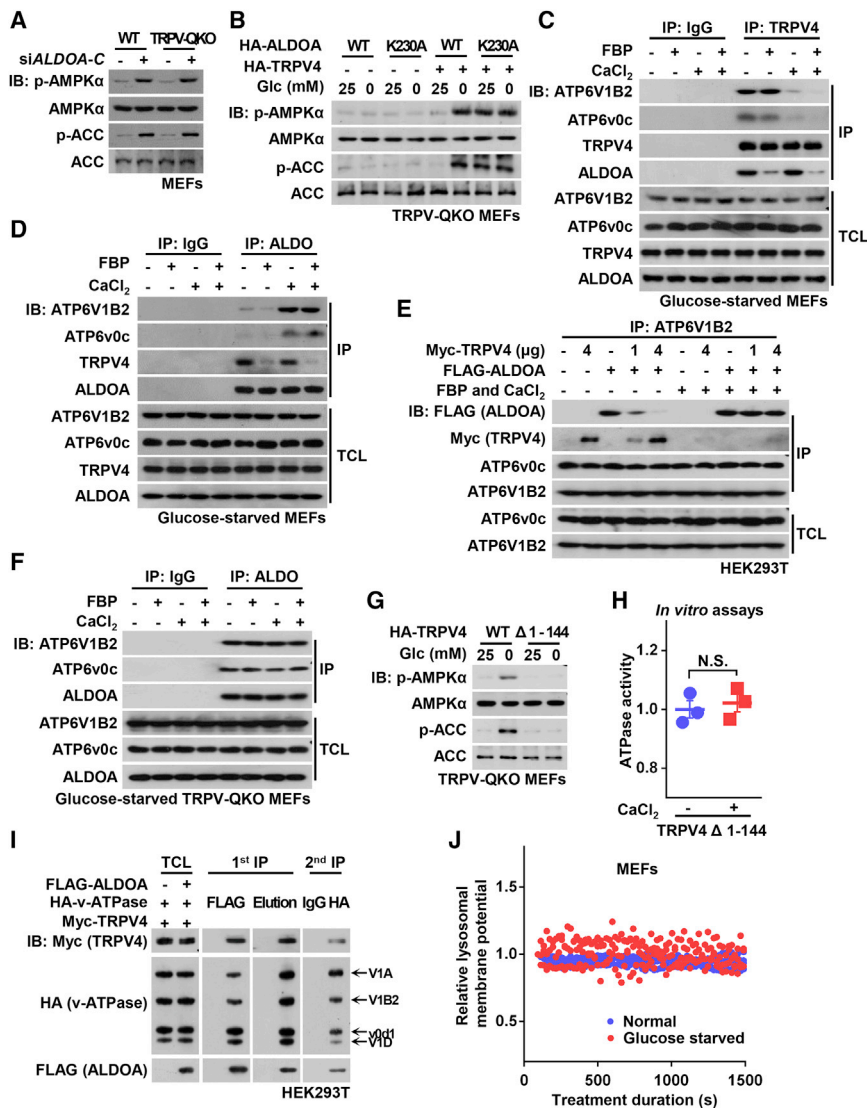 A
WT TRPV-QKO
siALDOA-C - + - +
IB: p-AMPKα
AMPKα
p-ACC
ACC
MEFs
B
HA-ALDOA WT K230A WT K230A
HA-TRPV4 - - - - + + + +
Glc (mM) 25 0 25 0 25 0 25 0
IB: p-AMPKα
AMPKα
p-ACC
ACC
TRPV-QKO MEFs
C
IP: IgG IP: TRPV4
FBP - + - + - + - +
CaCl2 - - + + - - + +
IB: ATP6V1B2
ATP6v0c
TRPV4
ALDOA
IP
ATP6V1B2
ATP6v0c
TRPV4
ALDOA
TCL
Glucose-starved MEFs
D
IP: IgG IP: ALDO
FBP - + - + - + - +
CaCl2 - - + + - - + +
IB: ATP6V1B2
ATP6v0c
TRPV4
ALDOA
IP
ATP6V1B2
ATP6v0c
TRPV4
ALDOA
TCL
Glucose-starved MEFs
E
IP: ATP6V1B2
Myc-TRPV4 (µg) - 4 - 1 4 - 4 - 1 4
FLAG-ALDOA - - + + + - - + + +
FBP and CaCl2 - - - - - + + + + +
IB: FLAG (ALDOA)
Myc (TRPV4)
ATP6v0c
ATP6V1B2
IP
ATP6v0c
ATP6V1B2
TCL
HEK293T
F
IP: IgG IP: ALDO
FBP - + - + - + - +
CaCl2 - - + + - - + +
IB: ATP6V1B2
ATP6v0c
ALDOA
IP
ATP6V1B2
ATP6v0c
ALDOA
TCL
Glucose-starved TRPV-QKO MEFs
G
HA-TRPV4 WT Δ 1-144
Glc (mM) 25 0 25 0
IB: p-AMPKα
AMPKα
p-ACC
ACC
TRPV-QKO MEFs
H
In vitro assays
N.S.
ATPase activity
1.2
1.0
0.8
CaCl2 - +
TRPV4 Δ 1-144
I
TCL 1st IP 2nd IP
FLAG-ALDOA - +
HA-v-ATPase + + FLAG Elution IgG HA
Myc-TRPV4 + +
IB: Myc (TRPV4)
HA (v-ATPase)
V1A
V1B2
v0d1
V1D
FLAG (ALDOA)
HEK293T
J
MEFs
Relative lysosomal
membrane potential
1.5
1.0
0.5
Normal
Glucose starved
0 500 1000 1500
Treatment duration (s)